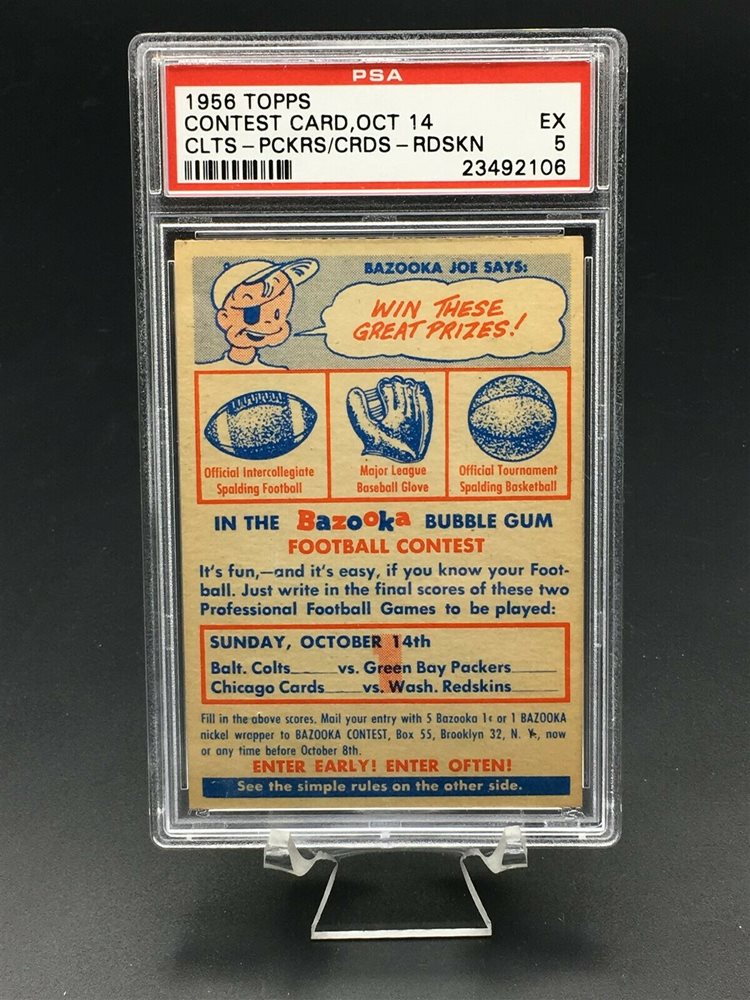 PSA
1956 TOPPS
CONTEST CARD,OCT 14 EX
CLTS-PCKRS/CRDS-RDSKN 5
23492106
BAZOOKA JOE SAYS:
WIN THESE
GREAT PRIZES!
Official Intercollegiate
Spalding Football
Major League
Baseball Glove
Official Tournament
Spalding Basketball
IN THE Bazooka BUBBLE GUM
FOOTBALL CONTEST
It's fun,—and it's easy, if you know your Foot-
ball. Just write in the final scores of these two
Professional Football Games to be played:
1
SUNDAY, OCTOBER 14th
Balt. Colts____vs. Green Bay Packers____
Chicago Cards____vs. Wash. Redskins____
Fill in the above scores. Mail your entry with 5 Bazooka 1¢ or 1 BAZOOKA
nickel wrapper to BAZOOKA CONTEST, Box 55, Brooklyn 32, N. Y., now
or any time before October 8th.
ENTER EARLY! ENTER OFTEN!
See the simple rules on the other side.